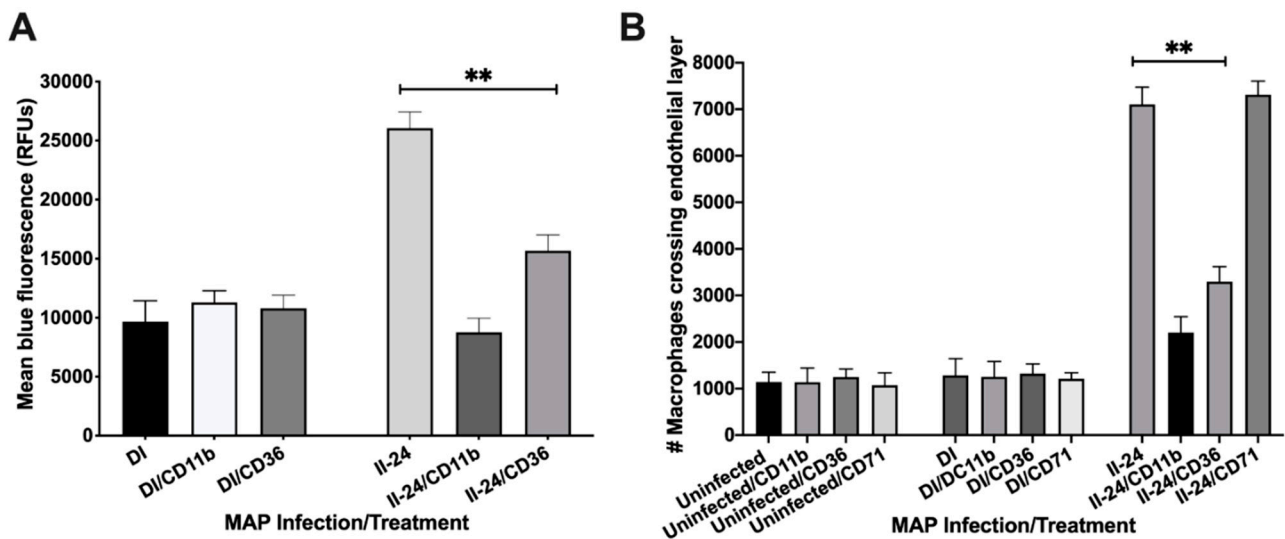 A
Mean blue fluorescence (RFUs)
30000
25000
20000
15000
10000
5000
0
**
DI
DI/CD11b
DI/CD36
II-24
II-24/CD11b
II-24/CD36
MAP Infection/Treatment
B
# Macrophages crossing endothelial layer
8000
7000
6000
5000
4000
3000
2000
1000
0
**
Uninfected
Uninfected/CD11b
Uninfected/CD36
Uninfected/CD71
DI
DI/DC11b
DI/CD36
DI/CD71
II-24
II-24/CD11b
II-24/CD36
II-24/CD71
MAP Infection/Treatment